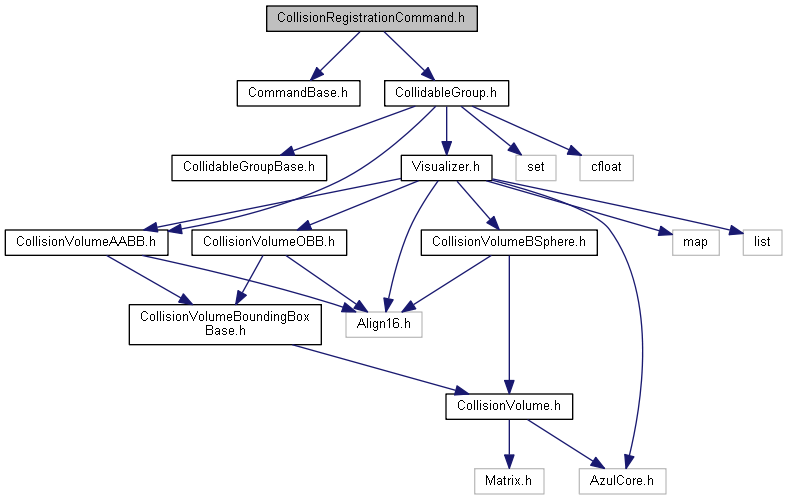 CollisionRegistrationCommand.h
CommandBase.h
CollidableGroup.h
CollidableGroupBase.h
Visualizer.h
set
cfloat
CollisionVolumeAABB.h
CollisionVolumeOBB.h
CollisionVolumeBSphere.h
map
list
CollisionVolumeBoundingBox
Base.h
Align16.h
CollisionVolume.h
Matrix.h
AzulCore.h